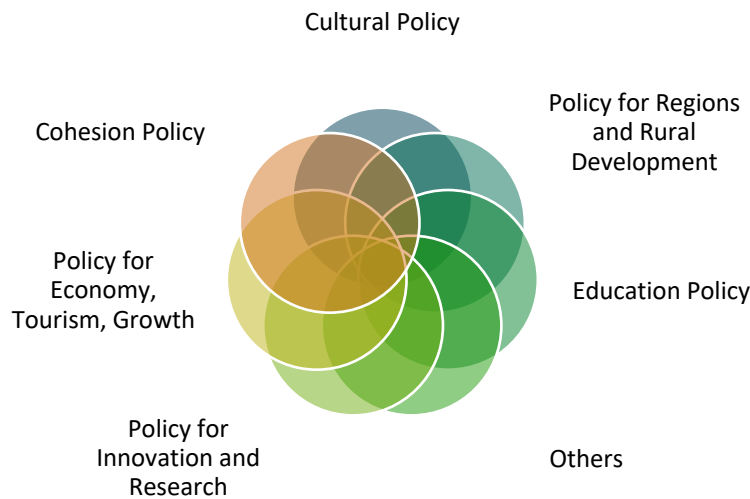 Cultural Policy
Policy for Regions
and Rural
Development
Cohesion Policy
Policy for
Economy,
Tourism, Growth
Education Policy
Policy for
Innovation and
Research
Others